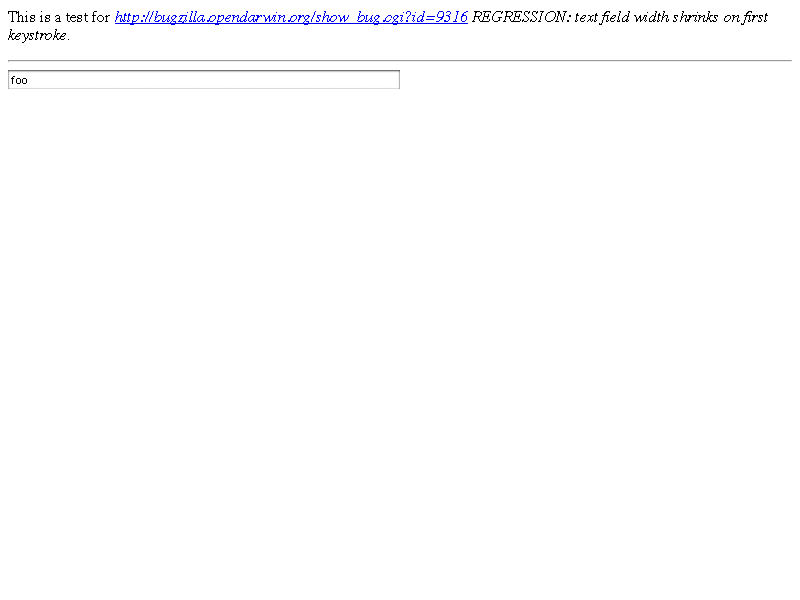 This is a test for http://bugzilla.opendarwin.org/show_bug.cgi?id=9316 REGRESSION: text field width shrinks on first
keystroke.
foo